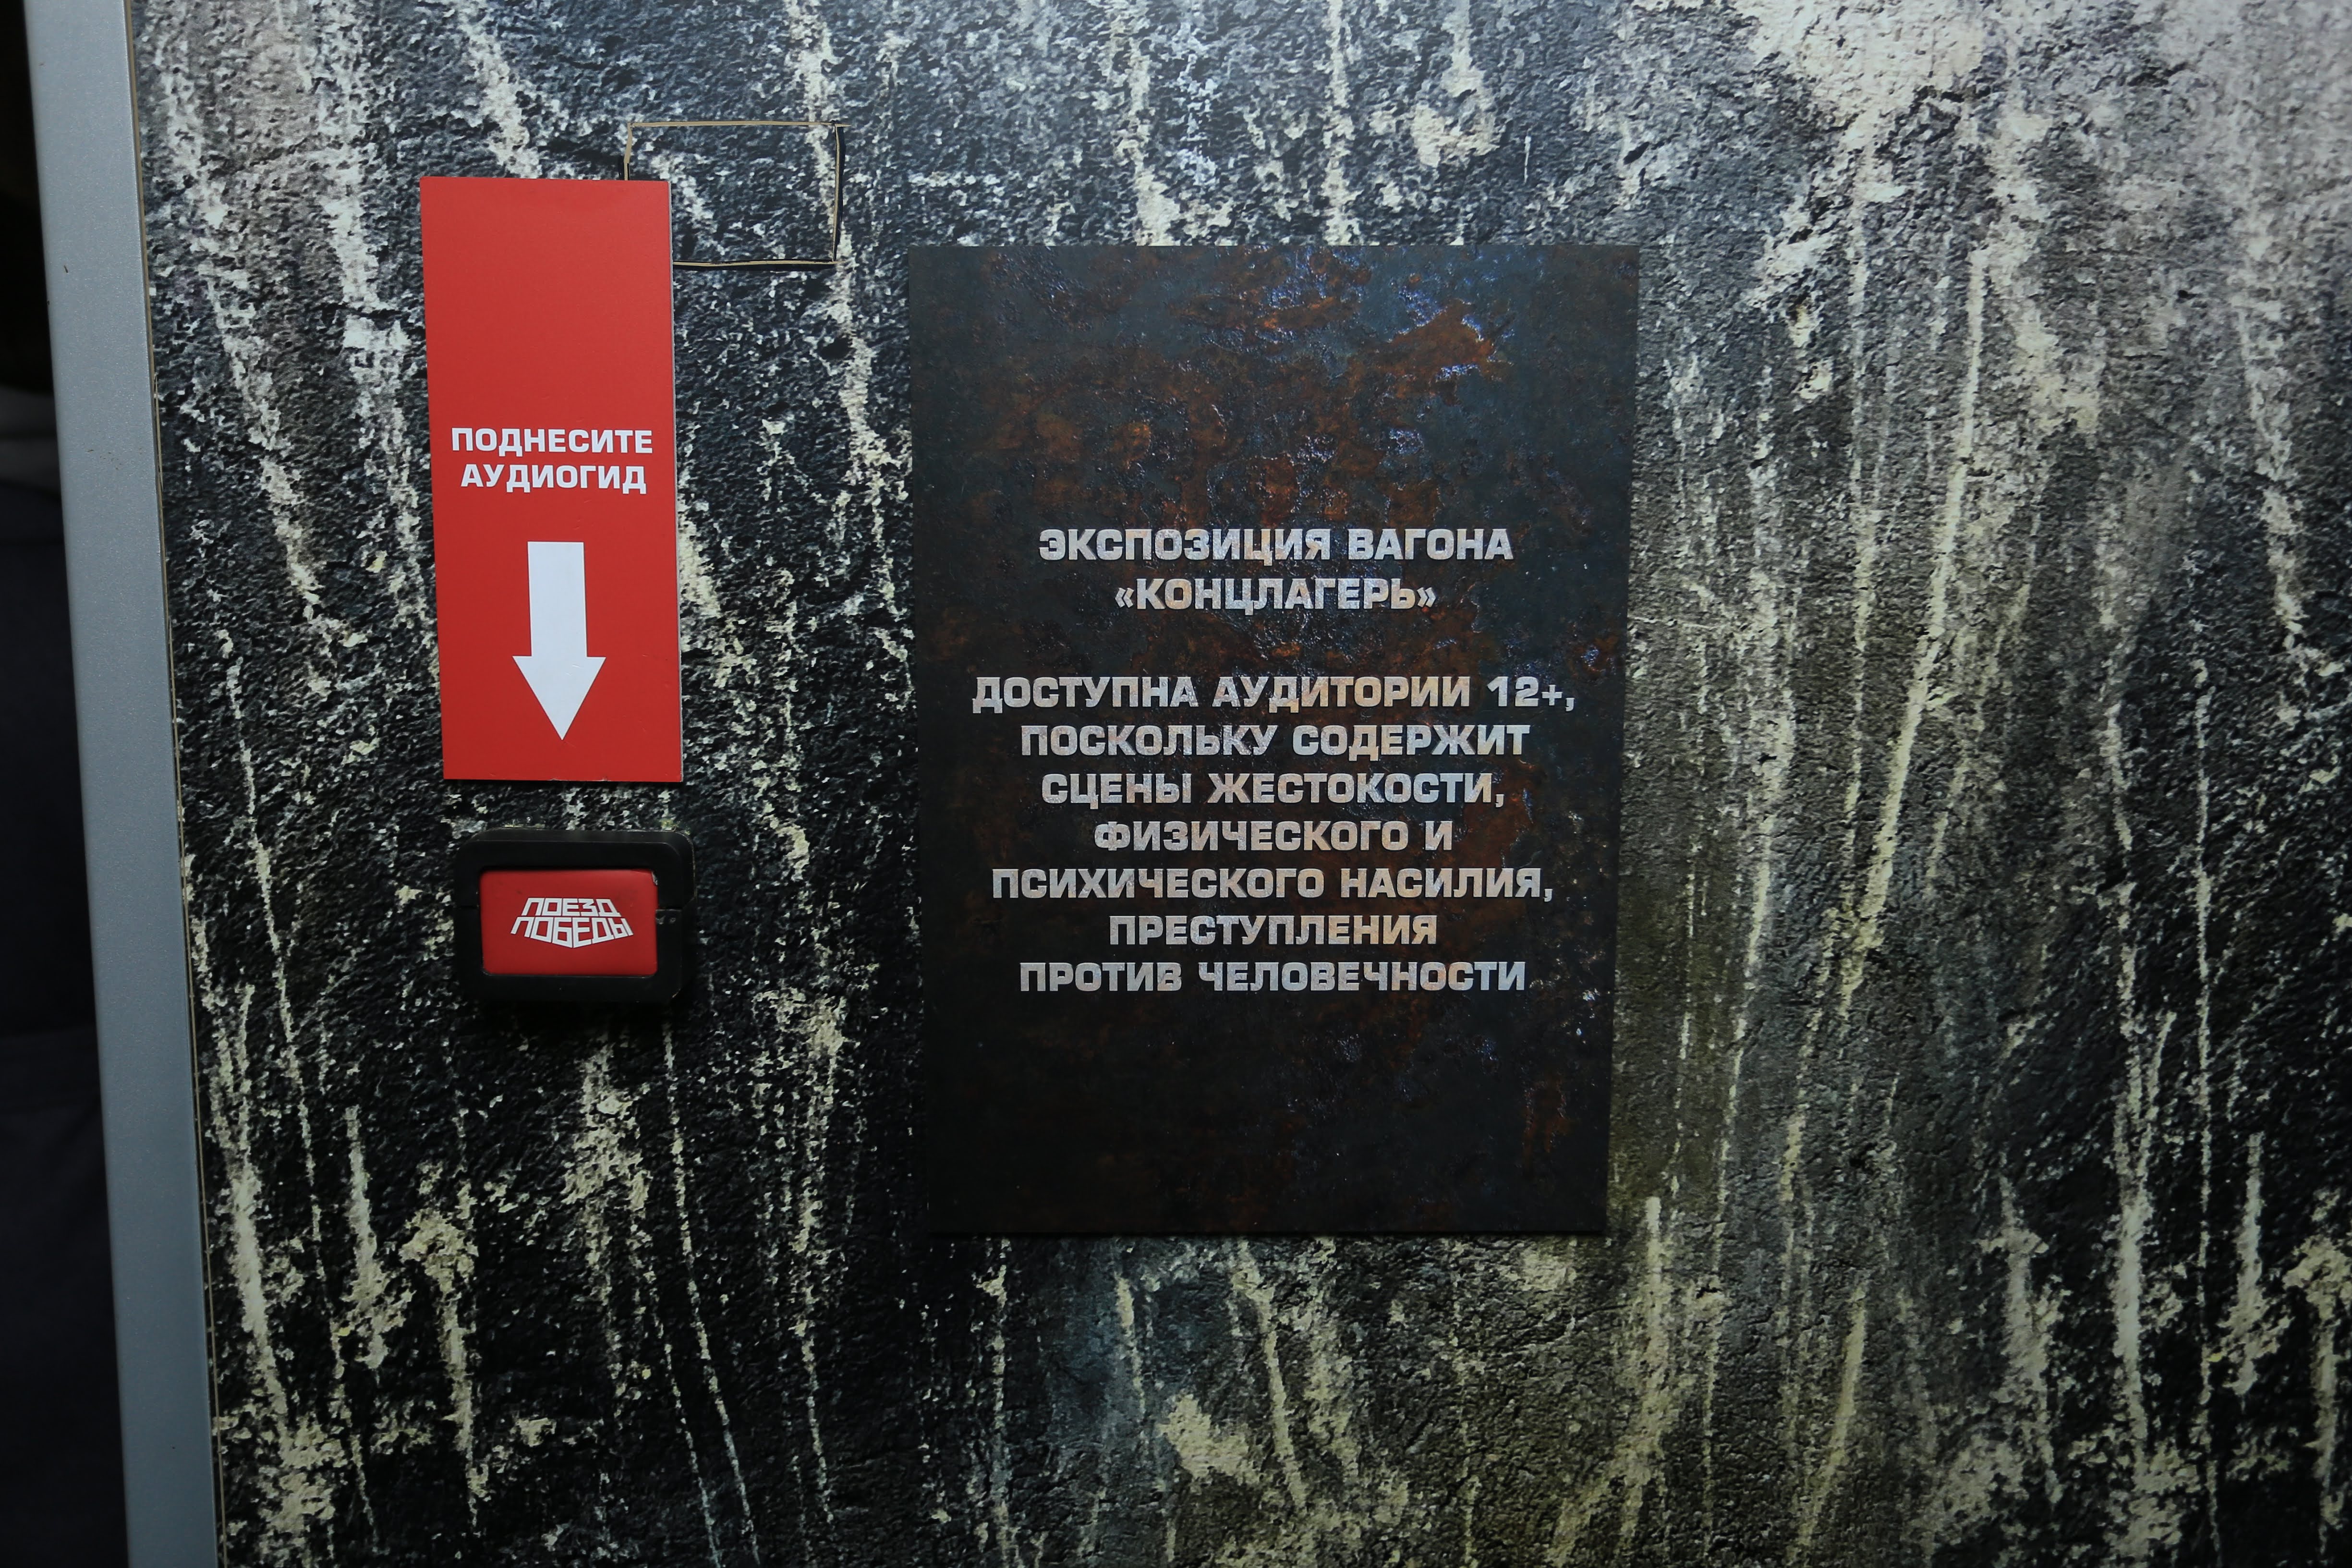 ПОДНЕСИТЕ
АУДИОГИД
ПОЕЗД
ПОБЕДЫ
ЭКСПОЗИЦИЯ ВАГОНА
«КОНЦЛАГЕРЬ»
ДОСТУПНА АУДИТОРИИ 12+,
ПОСКОЛЬКУ СОДЕРЖИТ
СЦЕНЫ ЖЕСТОКОСТИ,
ФИЗИЧЕСКОГО И
ПСИХИЧЕСКОГО НАСИЛИЯ,
ПРЕСТУПЛЕНИЯ
ПРОТИВ ЧЕЛОВЕЧНОСТИ